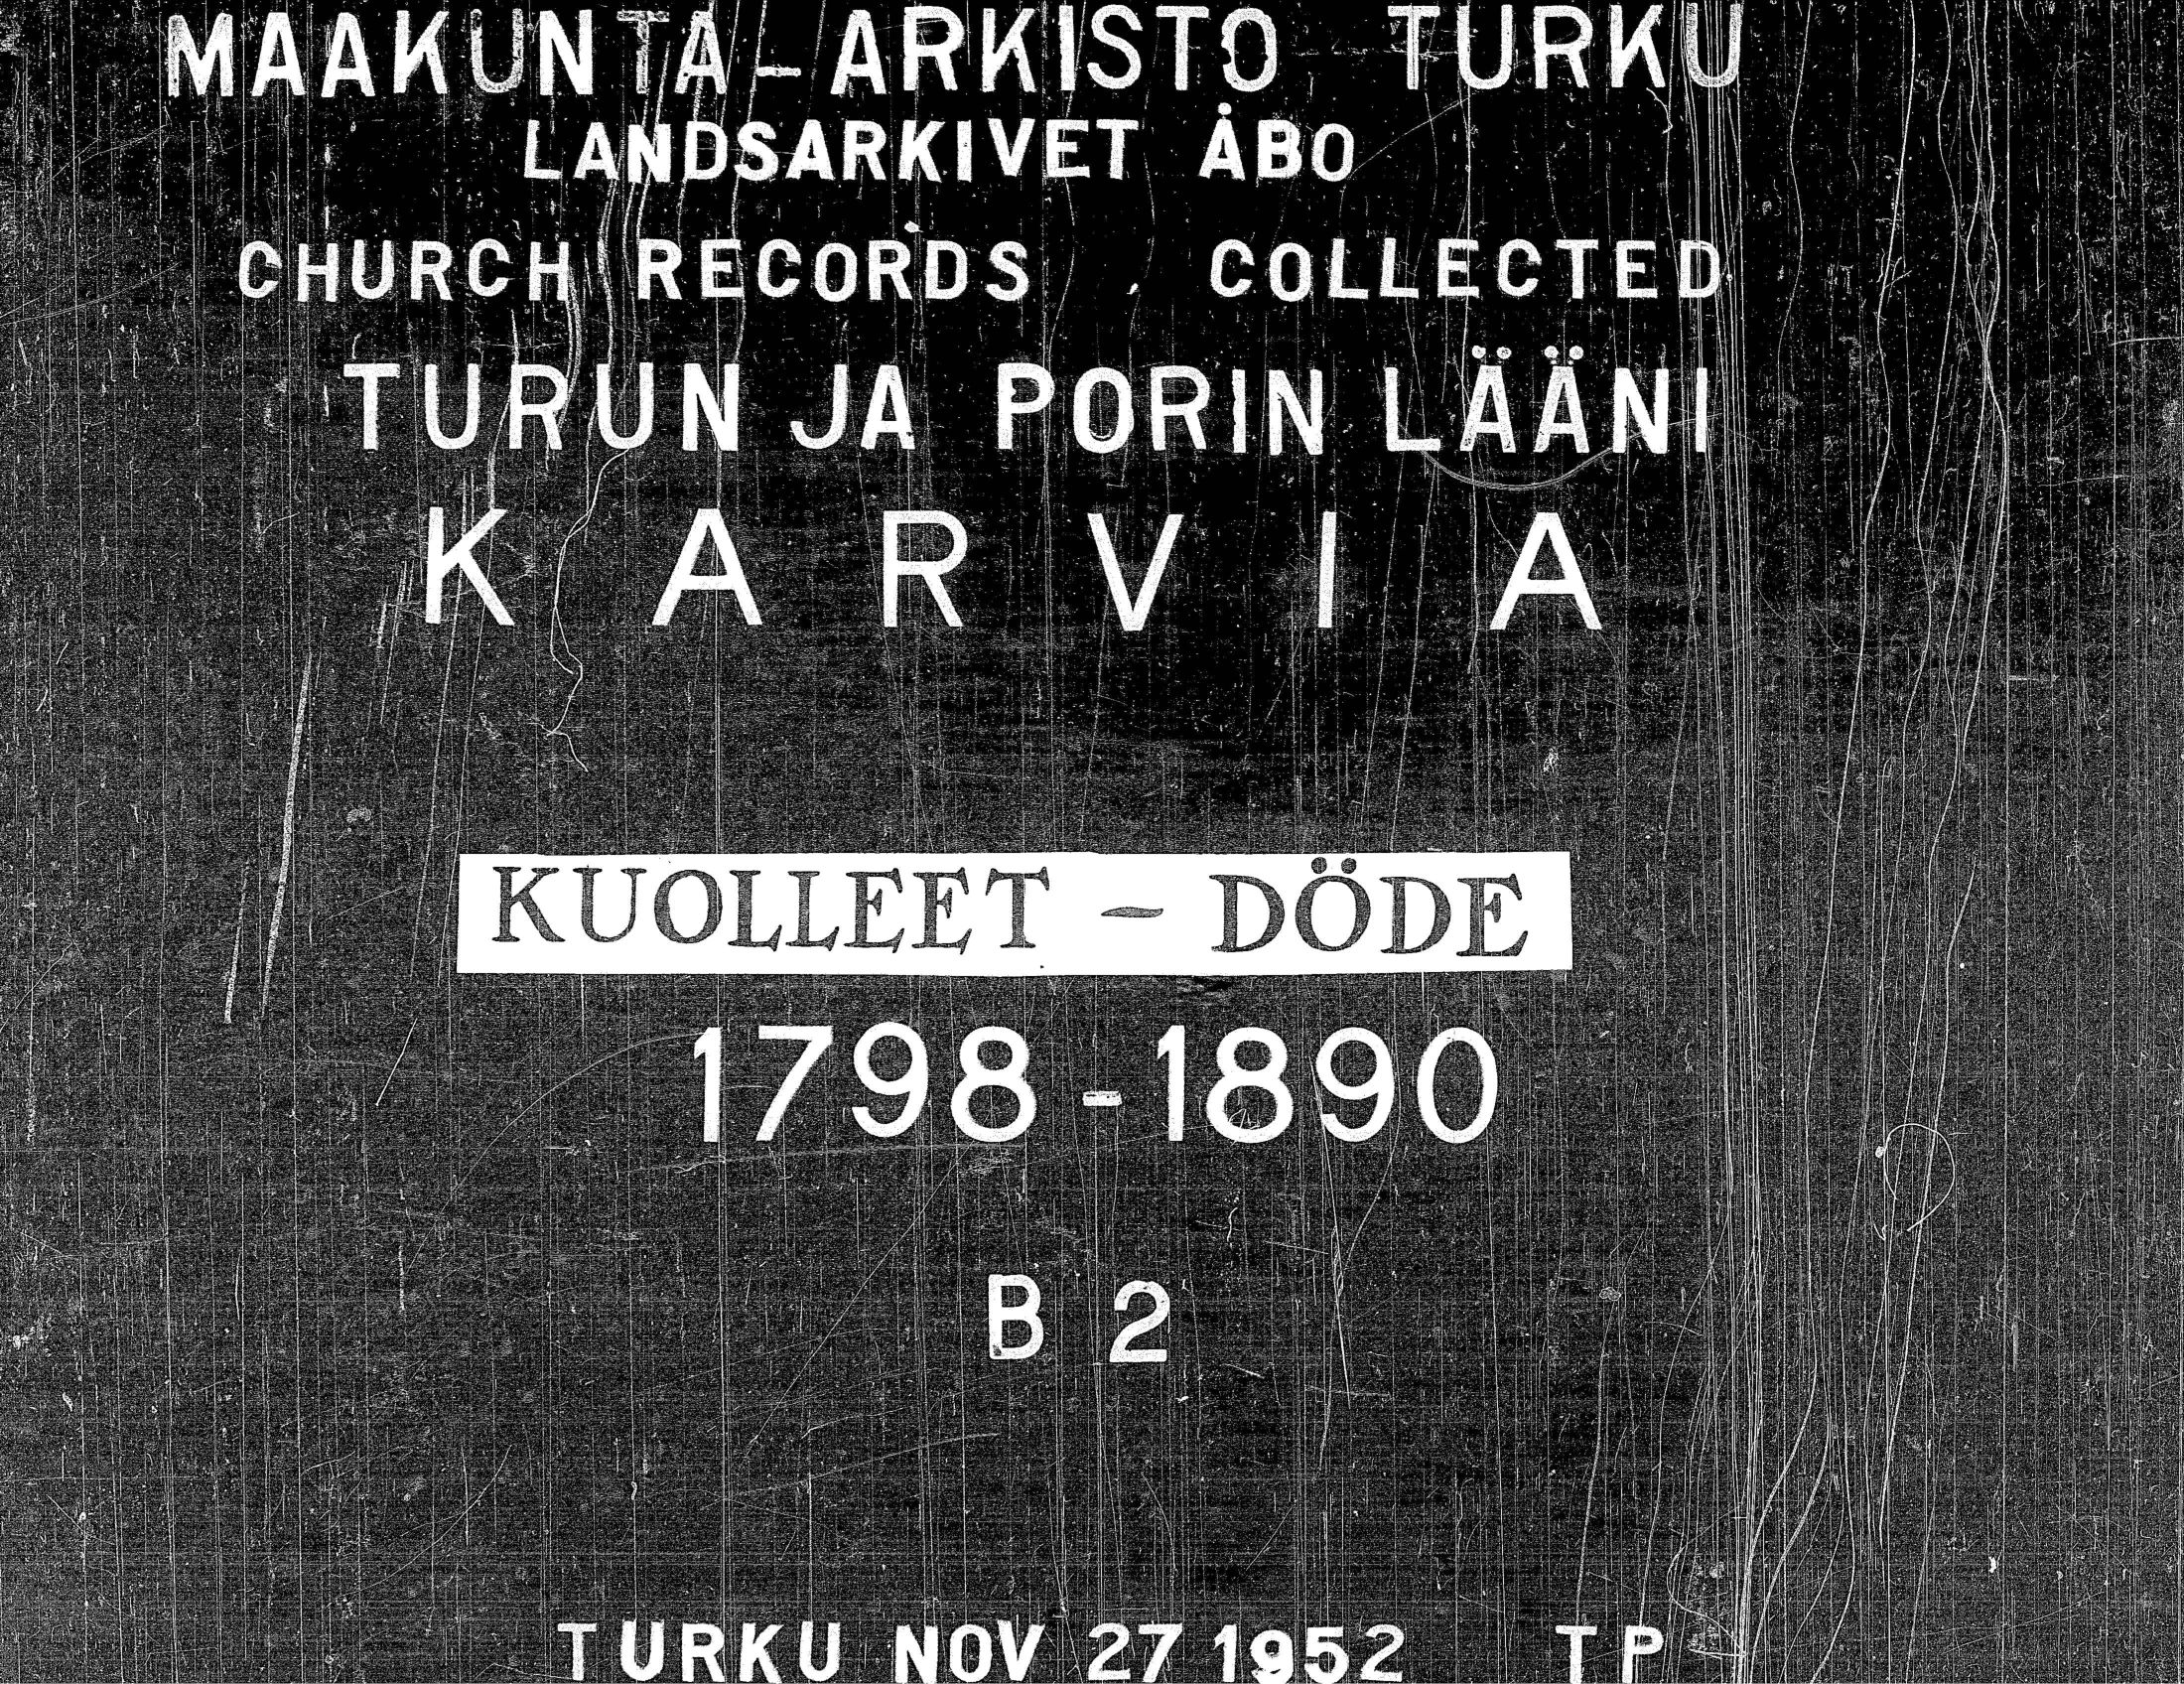 MAAKUNTA-ARKISTO TURKU
LANDSARKIVET ÅBO
CHURCH RECORDS, COLLECTED
TURUN JA PORIN LÄÄNI
KARVIA
KUOLLEET - DÖDE
1798-1890
B 2
TURKU NOV 27 1952 TP